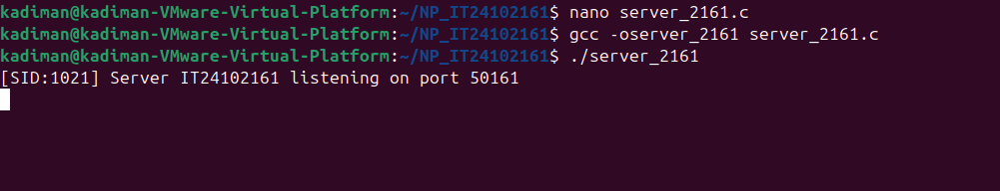 kadiman@kadiman-VMware-Virtual-Platform:~/NP_IT24102161$ nano server_2161.c
kadiman@kadiman-VMware-Virtual-Platform:~/NP_IT24102161$ gcc -oserver_2161 server_2161.c
kadiman@kadiman-VMware-Virtual-Platform:~/NP_IT24102161$ ./server_2161
[SID:1021] Server IT24102161 listening on port 50161